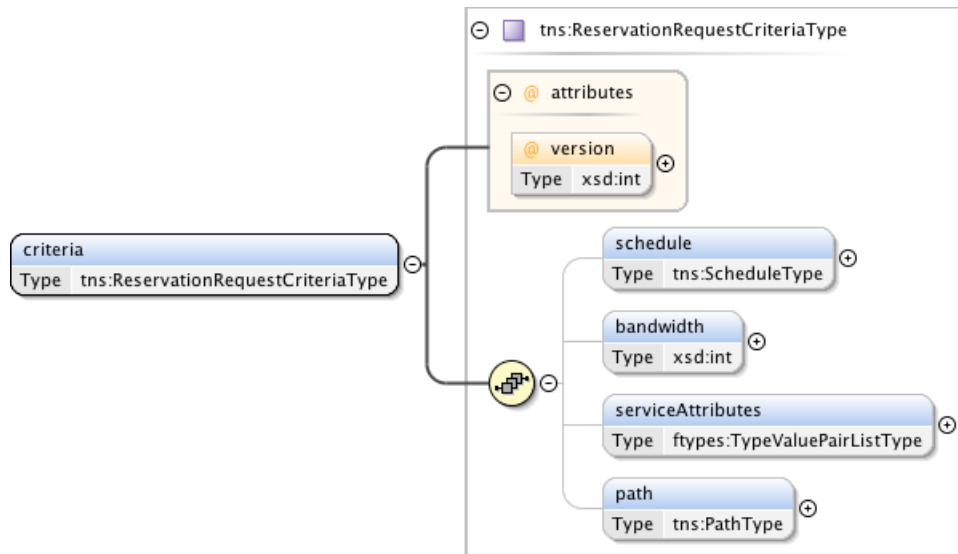 tns:ReservationRequestCriteriaType
@ attributes
@ version
Type xsd:int
criteria
Type tns:ReservationRequestCriteriaType
schedule
Type tns:ScheduleType
bandwidth
Type xsd:int
serviceAttributes
Type ftypes:TypeValuePairListType
path
Type tns:PathType